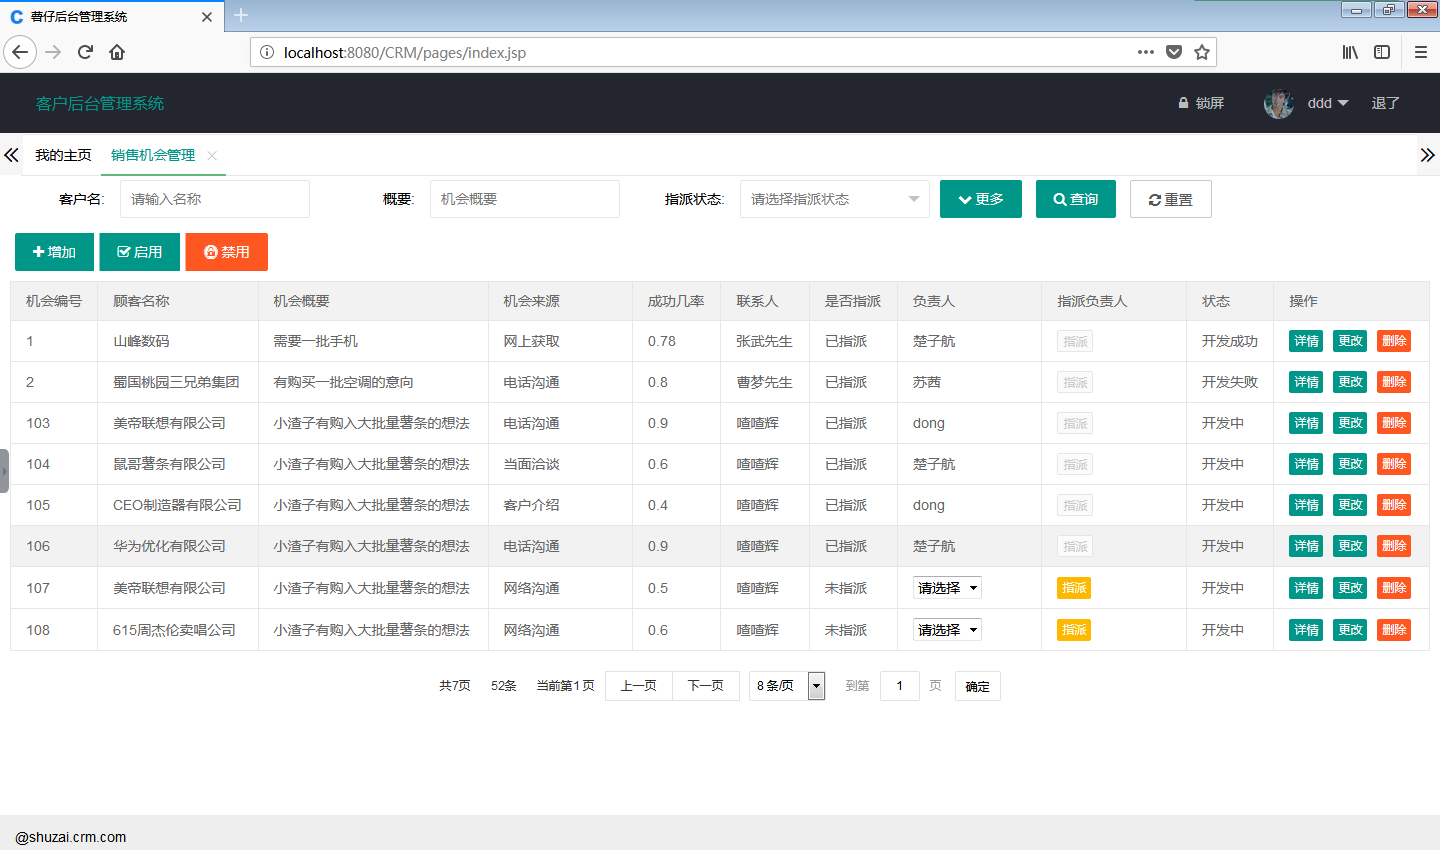 蓸仔后台管理系统
localhost:8080/CRM/pages/index.jsp
客户后台管理系统
锁屏 ddd 退了
我的主页 销售机会管理
客户名: 请输入名称 概要: 机会概要 指派状态: 请选择指派状态 更多 查询 重置
增加 启用 禁用
机会编号 顾客名称 机会概要 机会来源 成功几率 联系人 是否指派 负责人 指派负责人 状态 操作
1 山峰数码 需要一批手机 网上获取 0.78 张武先生 已指派 楚子航 指派 开发成功 详情 更改 删除
2 蜀国桃园三兄弟集团 有购买一批空调的意向 电话沟通 0.8 曹梦先生 已指派 苏茜 指派 开发失败 详情 更改 删除
103 美帝联想有限公司 小渣子有购入大批量薯条的想法 电话沟通 0.9 喳喳辉 已指派 dong 指派 开发中 详情 更改 删除
104 鼠哥薯条有限公司 小渣子有购入大批量薯条的想法 当面洽谈 0.6 喳喳辉 已指派 楚子航 指派 开发中 详情 更改 删除
105 CEO制造器有限公司 小渣子有购入大批量薯条的想法 客户介绍 0.4 喳喳辉 已指派 dong 指派 开发中 详情 更改 删除
106 华为优化有限公司 小渣子有购入大批量薯条的想法 电话沟通 0.9 喳喳辉 已指派 楚子航 指派 开发中 详情 更改 删除
107 美帝联想有限公司 小渣子有购入大批量薯条的想法 网络沟通 0.5 喳喳辉 未指派 请选择 指派 开发中 详情 更改 删除
108 615周杰伦卖唱公司 小渣子有购入大批量薯条的想法 网络沟通 0.6 喳喳辉 未指派 请选择 指派 开发中 详情 更改 删除
共7页 52条 当前第1页 上一页 下一页 8 条/页 到第 1 页 确定
@shuzai.crm.com